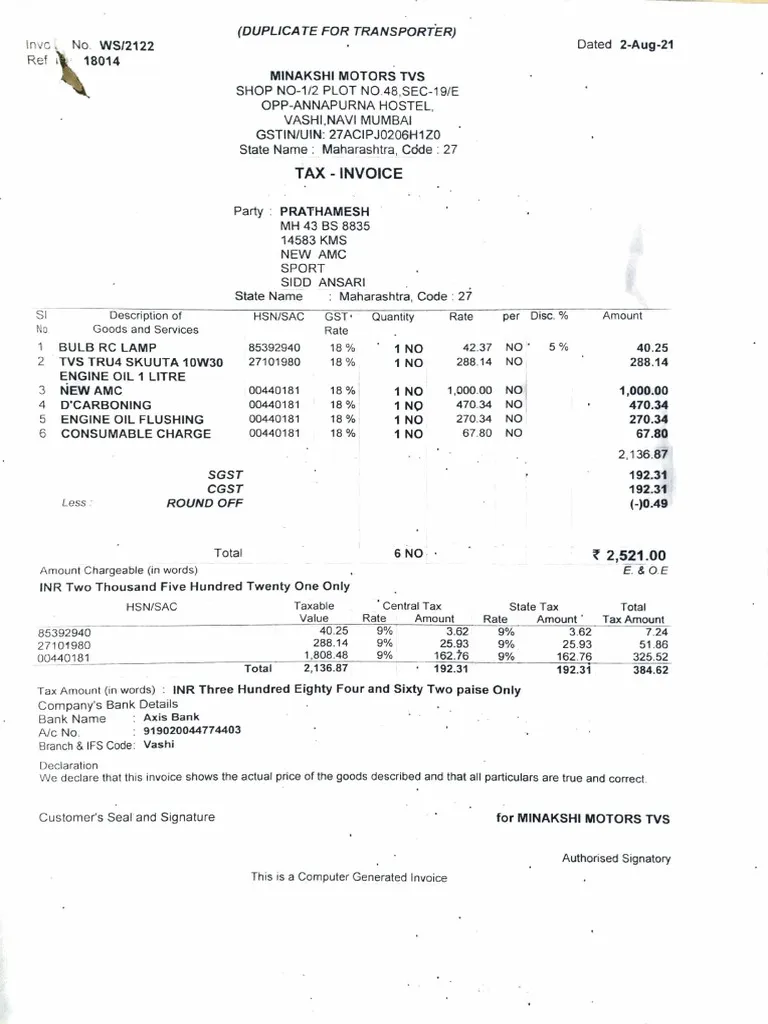 (DUPLICATE FOR TRANSPORTER)
Invc No. WS/2122 Dated 2-Aug-21
Ref 18014
MINAKSHI MOTORS TVS
SHOP NO-1/2 PLOT NO.48,SEC-19/E
OPP-ANNAPURNA HOSTEL,
VASHI,NAVI MUMBAI
GSTIN/UIN: 27ACIPJ0206H1Z0
State Name : Maharashtra, Code : 27
TAX - INVOICE
Party : PRATHAMESH
MH 43 BS 8835
14583 KMS
NEW AMC
SPORT
SIDD ANSARI
State Name : Maharashtra, Code : 27
Sl Description of HSN/SAC GST Quantity Rate per Disc. % Amount
No Goods and Services Rate
1 BULB RC LAMP 85392940 18 % 1 NO 42.37 NO 5 % 40.25
2 TVS TRU4 SKUUTA 10W30 27101980 18 % 1 NO 288.14 NO 288.14
ENGINE OIL 1 LITRE
3 NEW AMC 00440181 18 % 1 NO 1,000.00 NO 1,000.00
4 D'CARBONING 00440181 18 % 1 NO 470.34 NO 470.34
5 ENGINE OIL FLUSHING 00440181 18 % 1 NO 270.34 NO 270.34
6 CONSUMABLE CHARGE 00440181 18 % 1 NO 67.80 NO 67.80
2,136.87
SGST 192.31
CGST 192.31
Less : ROUND OFF (-)0.49
Total 6 NO ₹ 2,521.00
Amount Chargeable (in words) E. & O.E
INR Two Thousand Five Hundred Twenty One Only
HSN/SAC Taxable Central Tax State Tax Total
Value Rate Amount Rate Amount Tax Amount
85392940 40.25 9% 3.62 9% 3.62 7.24
27101980 288.14 9% 25.93 9% 25.93 51.86
00440181 1,808.48 9% 162.76 9% 162.76 325.52
Total 2,136.87 192.31 192.31 384.62
Tax Amount (in words) : INR Three Hundred Eighty Four and Sixty Two paise Only
Company's Bank Details
Bank Name : Axis Bank
A/c No. : 919020044774403
Branch & IFS Code: Vashi
Declaration
We declare that this invoice shows the actual price of the goods described and that all particulars are true and correct.
Customer's Seal and Signature for MINAKSHI MOTORS TVS
Authorised Signatory
This is a Computer Generated Invoice